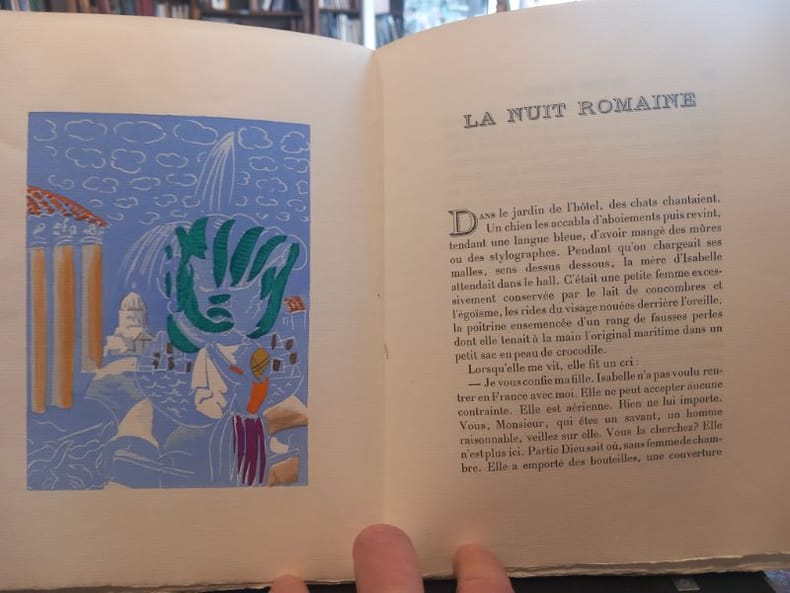 LA NUIT ROMAINE
DANS le jardin de l'hôtel, des chats chantaient.
Un chien les accabla d'aboiements puis revint,
tendant une langue bleue, d'avoir mangé des mûres
ou des stylographes. Pendant qu'on chargeait ses
malles, sens dessus dessous, la mère d'Isabelle
attendait dans le hall. C'était une petite femme exces-
sivement conservée par le lait de concombres et
l'égoïsme, les rides du visage nouées derrière l'oreille,
la poitrine ensemencée d'un rang de fausses perles
dont elle tenait à la main l'original maritime dans un
petit sac en peau de crocodile.
Lorsqu'elle me vit, elle fit un cri :
— Je vous confie ma fille. Isabelle n'a pas voulu ren-
trer en France avec moi. Elle ne peut accepter aucune
contrainte. Elle est aérienne. Rien ne lui importe.
Vous, Monsieur, qui êtes un savant, un homme
raisonnable, veillez sur elle. Vous la cherchez? Elle
n'est plus ici. Partie Dieu sait où, sans femme de cham-
bre. Elle a emporté des bouteilles, une couverture